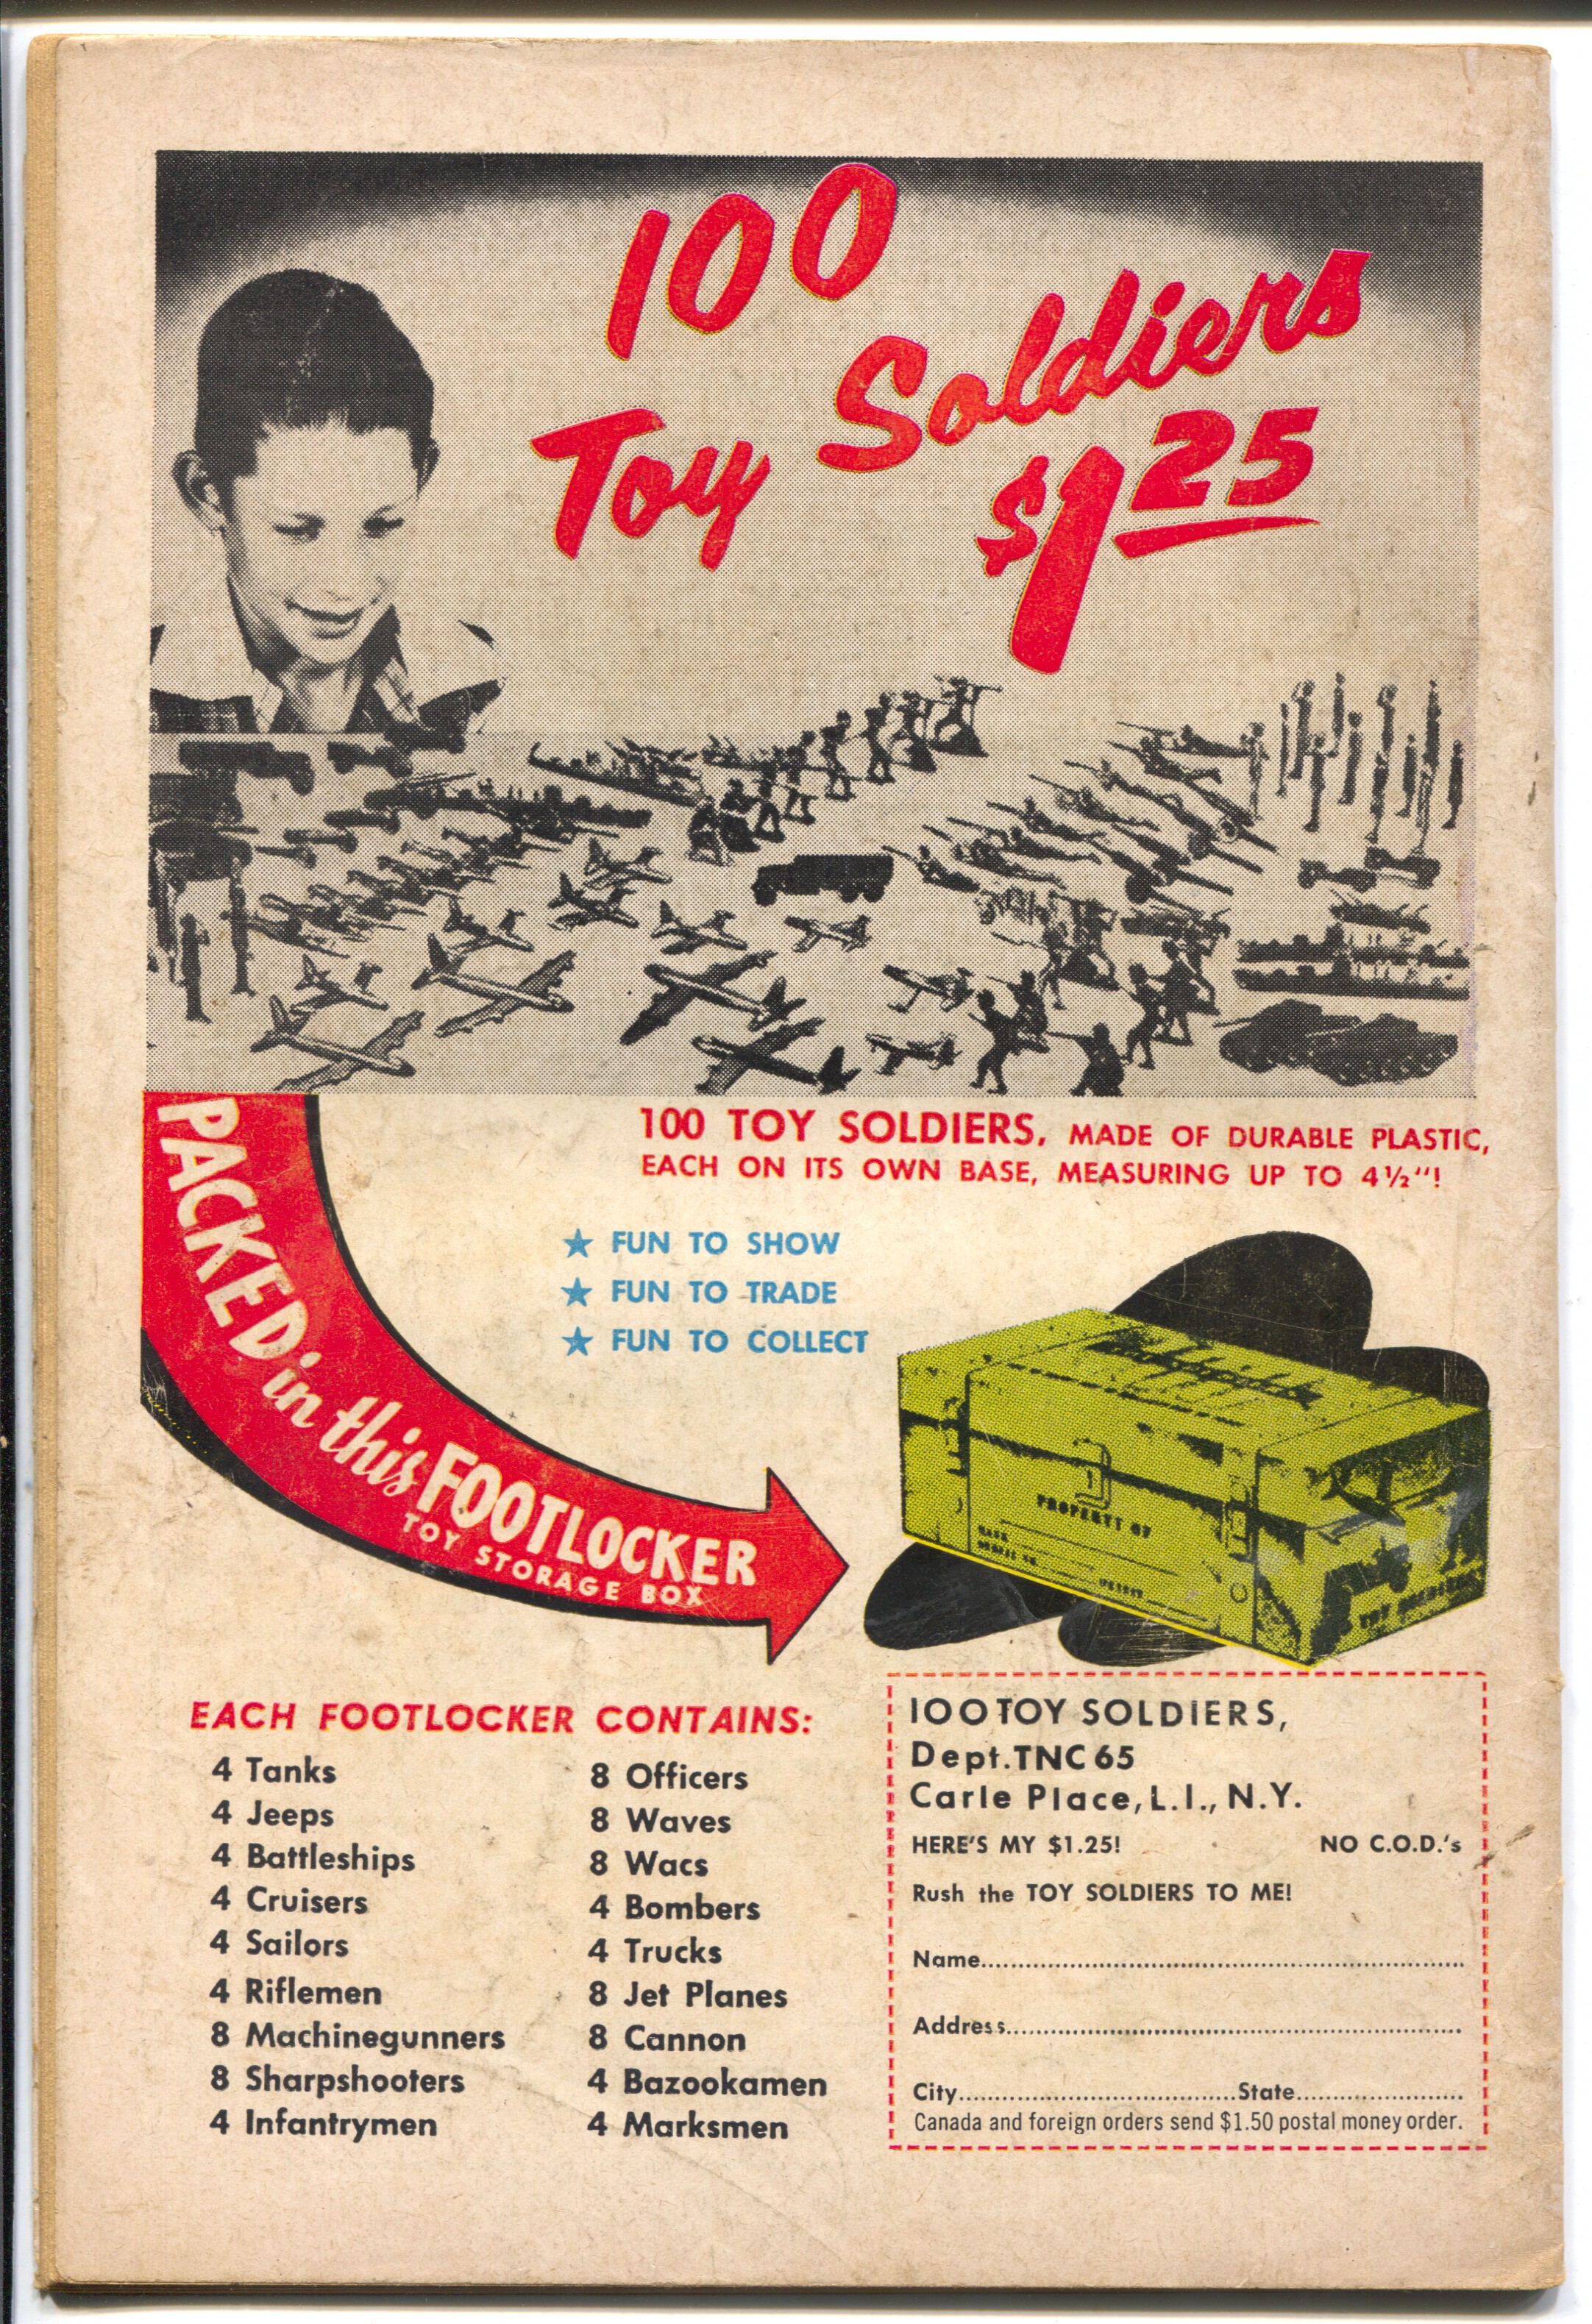 100
Toy Soldiers
$1.25
100 TOY SOLDIERS, MADE OF DURABLE PLASTIC,
EACH ON ITS OWN BASE, MEASURING UP TO 4½"!
PACKED in this FOOTLOCKER
TOY STORAGE BOX
★ FUN TO SHOW
★ FUN TO TRADE
★ FUN TO COLLECT
PROPERTY OF
EACH FOOTLOCKER CONTAINS:
4 Tanks
4 Jeeps
4 Battleships
4 Cruisers
4 Sailors
4 Riflemen
8 Machinegunners
8 Sharpshooters
4 Infantrymen
8 Officers
8 Waves
8 Wacs
4 Bombers
4 Trucks
8 Jet Planes
8 Cannon
4 Bazookamen
4 Marksmen
100 TOY SOLDIERS,
Dept. TNC 65
Carle Place, L.I., N.Y.
HERE'S MY $1.25! NO C.O.D.'s
Rush the TOY SOLDIERS TO ME!
Name
Address
City State
Canada and foreign orders send $1.50 postal money order.